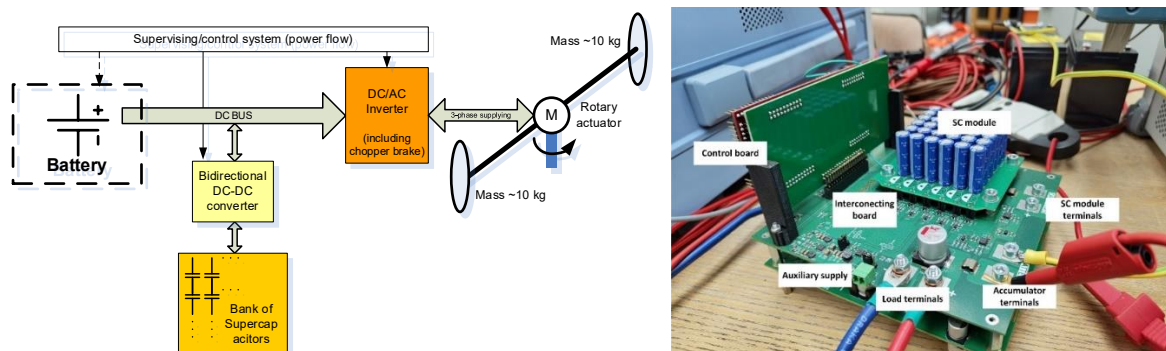 Supervising/control system (power flow)
Mass ~10 kg
DC/AC
Inverter
(including
chopper brake)
+
Battery
DC BUS
3-phase supplying
M
Rotary
actuator
Bidirectional
DC-DC
converter
Mass ~10 kg
Bank of
Supercap
acitors
SC module
Control board
Interconecting
board
SC module
terminals
Auxiliary supply
Load terminals
Accumulator
terminals